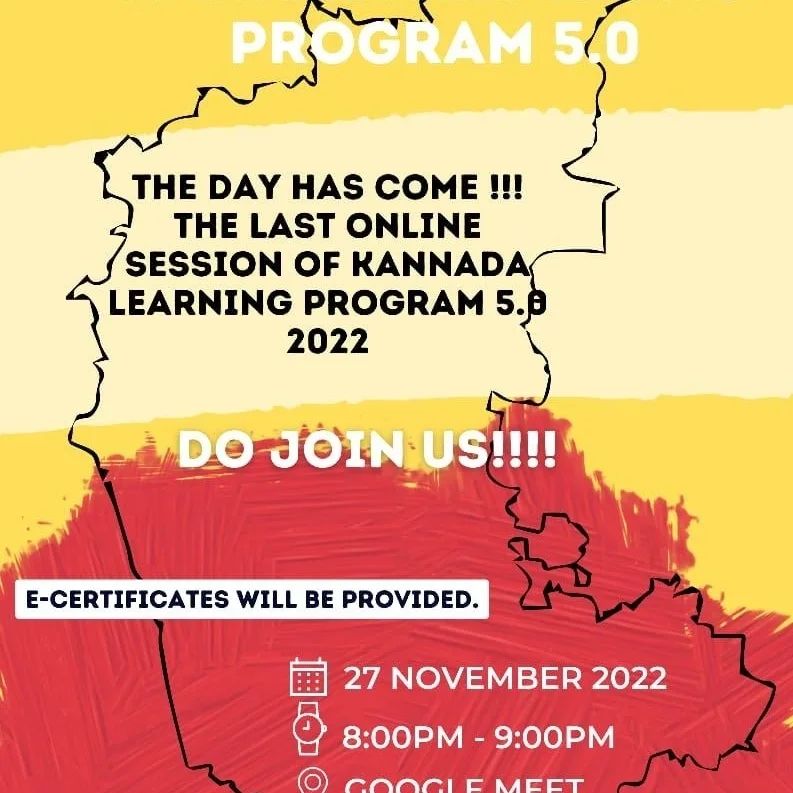 PROGRAM 5.0
THE DAY HAS COME !!!
THE LAST ONLINE
SESSION OF KANNADA
LEARNING PROGRAM 5.0
2022
DO JOIN US!!!!
E-CERTIFICATES WILL BE PROVIDED.
27 NOVEMBER 2022
8:00PM - 9:00PM
GOOGLE MEET